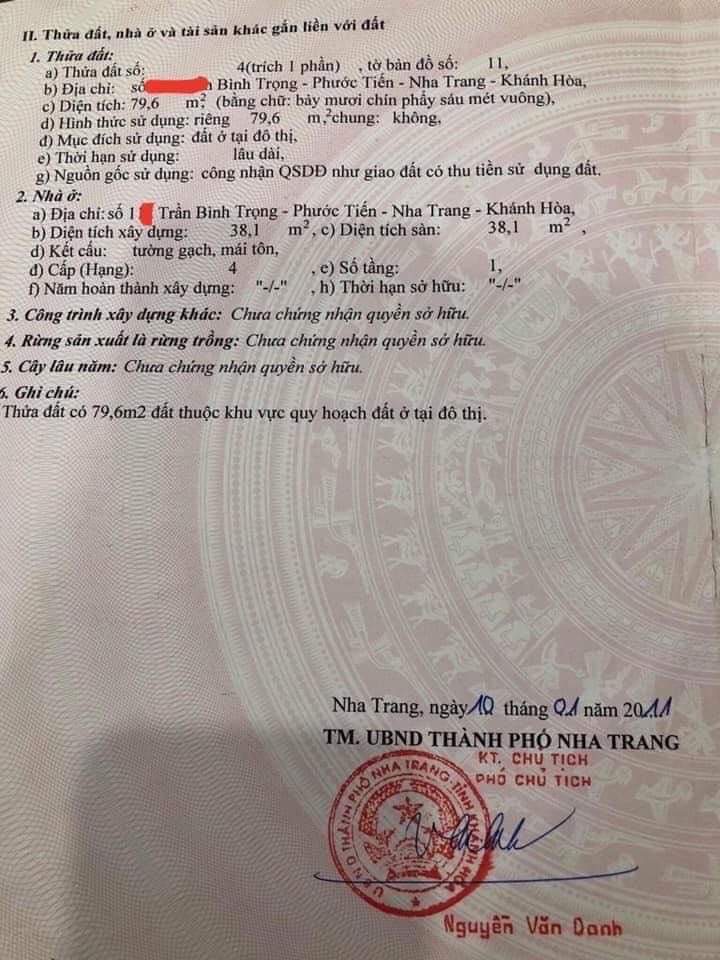 II. Thửa đất, nhà ở và tài sản khác gắn liền với đất
1. Thửa đất:
a) Thửa đất số: 4(trích 1 phần) , tờ bản đồ số: 11,
b) Địa chỉ: số Bình Trọng - Phước Tiến - Nha Trang - Khánh Hòa,
c) Diện tích: 79,6 m² (bằng chữ: bảy mươi chín phẩy sáu mét vuông),
d) Hình thức sử dụng: riêng 79,6 m,²chung: không,
đ) Mục đích sử dụng: đất ở tại đô thị,
e) Thời hạn sử dụng: lâu dài,
g) Nguồn gốc sử dụng: công nhận QSDĐ như giao đất có thu tiền sử dụng đất.
2. Nhà ở:
a) Địa chỉ: số 1 Trần Bình Trọng - Phước Tiến - Nha Trang - Khánh Hòa,
b) Diện tích xây dựng: 38,1 m², c) Diện tích sàn: 38,1 m² ,
d) Kết cấu: tường gạch, mái tôn,
đ) Cấp (Hạng): 4 , e) Số tầng: 1,
f) Năm hoàn thành xây dựng: "-/-" , h) Thời hạn sở hữu: "-/-"
3. Công trình xây dựng khác: Chưa chứng nhận quyền sở hữu.
4. Rừng sản xuất là rừng trồng: Chưa chứng nhận quyền sở hữu.
5. Cây lâu năm: Chưa chứng nhận quyền sở hữu.
6. Ghi chú:
Thửa đất có 79,6m2 đất thuộc khu vực quy hoạch đất ở tại đô thị.
Nha Trang, ngày 10 tháng 01 năm 2011
TM. UBND THÀNH PHỐ NHA TRANG
KT. CHỦ TỊCH
PHÓ CHỦ TỊCH
UBND THÀNH PHỐ NHA TRANG-TỈNH KHÁNH HÒA
Nguyễn Văn Danh